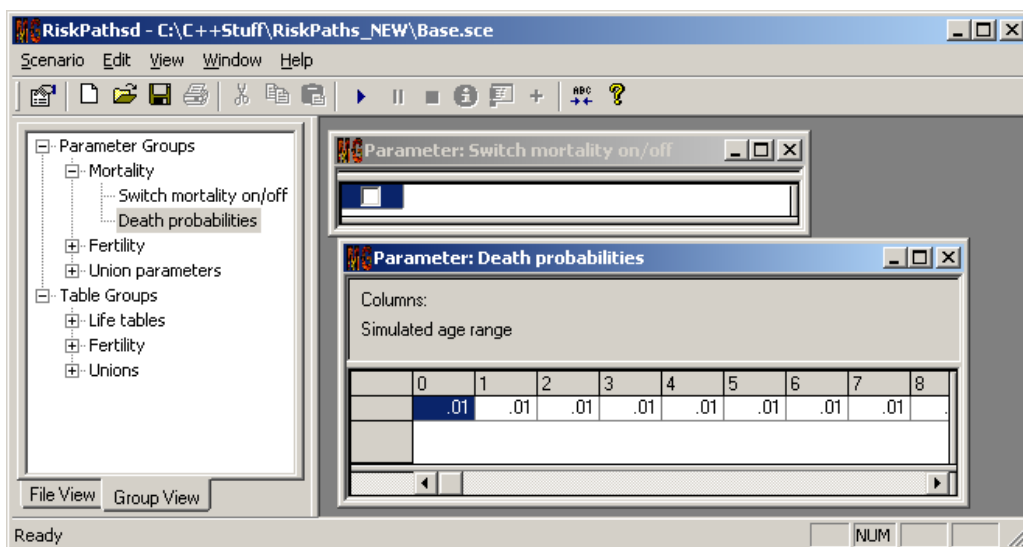 RiskPathsd - C:\C++Stuff\RiskPaths_NEW\Base.sce
Scenario Edit View Window Help
ABC
Parameter Groups
Mortality
Switch mortality on/off
Death probabilities
Fertility
Union parameters
Table Groups
Life tables
Fertility
Unions
File View Group View
Parameter: Switch mortality on/off
Parameter: Death probabilities
Columns:
Simulated age range
0 1 2 3 4 5 6 7 8
.01 .01 .01 .01 .01 .01 .01 .01 .
Ready NUM